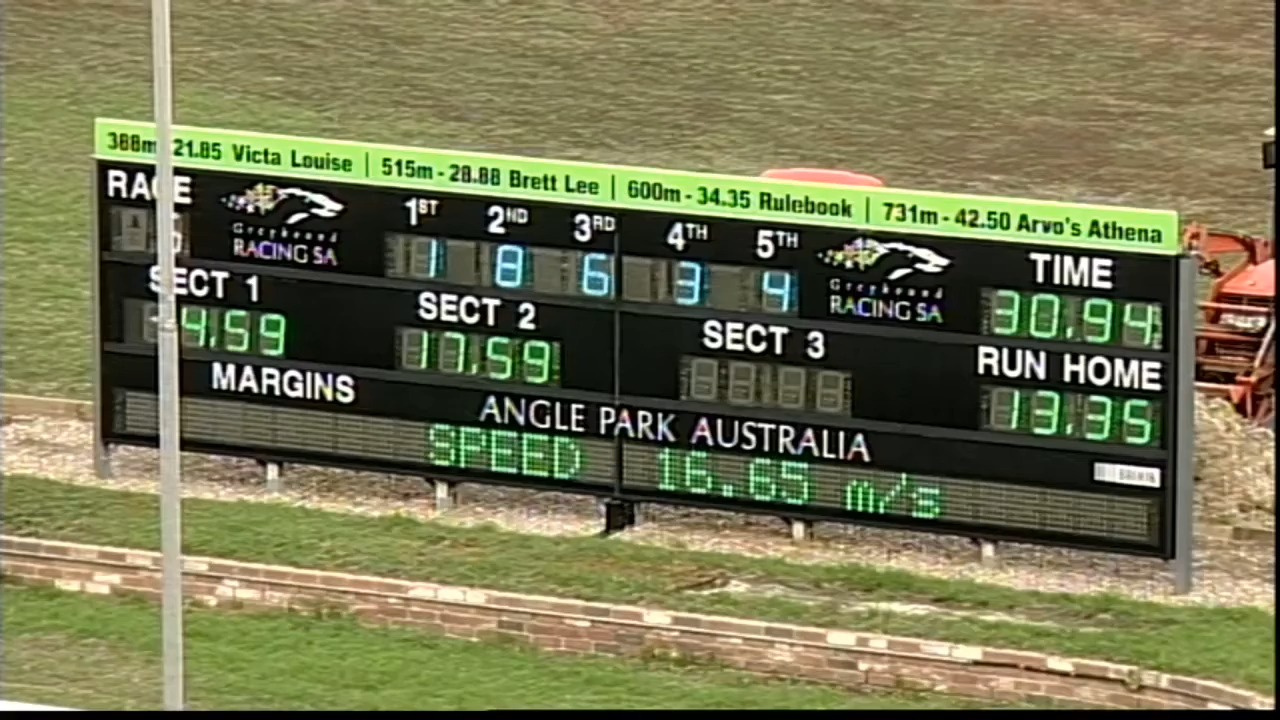 388m 21.85 Victa Louise | 515m - 28.88 Brett Lee | 600m - 34.35 Rulebook | 731m - 42.50 Arvo's Athena
RACE
Greyhound
RACING SA
1ST 2ND 3RD 4TH 5TH
1 8 6 3 4
Greyhound
RACING SA
TIME
30.94
SECT 1
4.59
SECT 2
17.59
SECT 3
RUN HOME
13.35
MARGINS
ANGLE PARK AUSTRALIA
SPEED 16.65 m/s